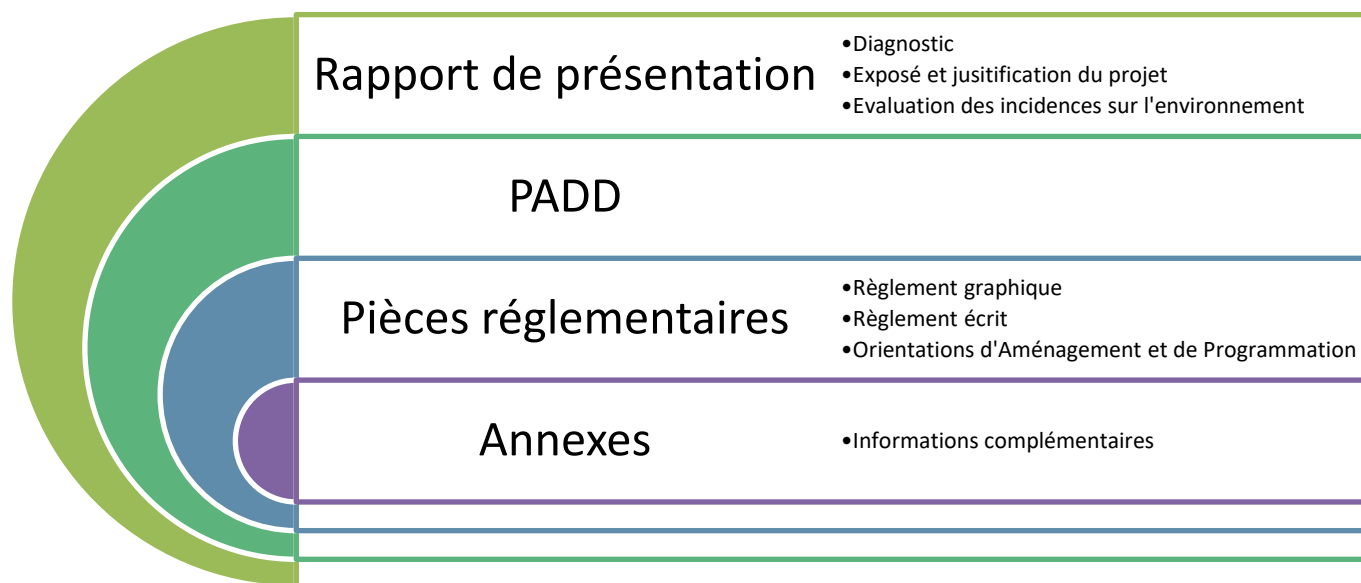 Rapport de présentation
•Diagnostic
•Exposé et jusitification du projet
•Evaluation des incidences sur l'environnement
PADD
Pièces réglementaires
•Règlement graphique
•Règlement écrit
•Orientations d'Aménagement et de Programmation
Annexes
•Informations complémentaires